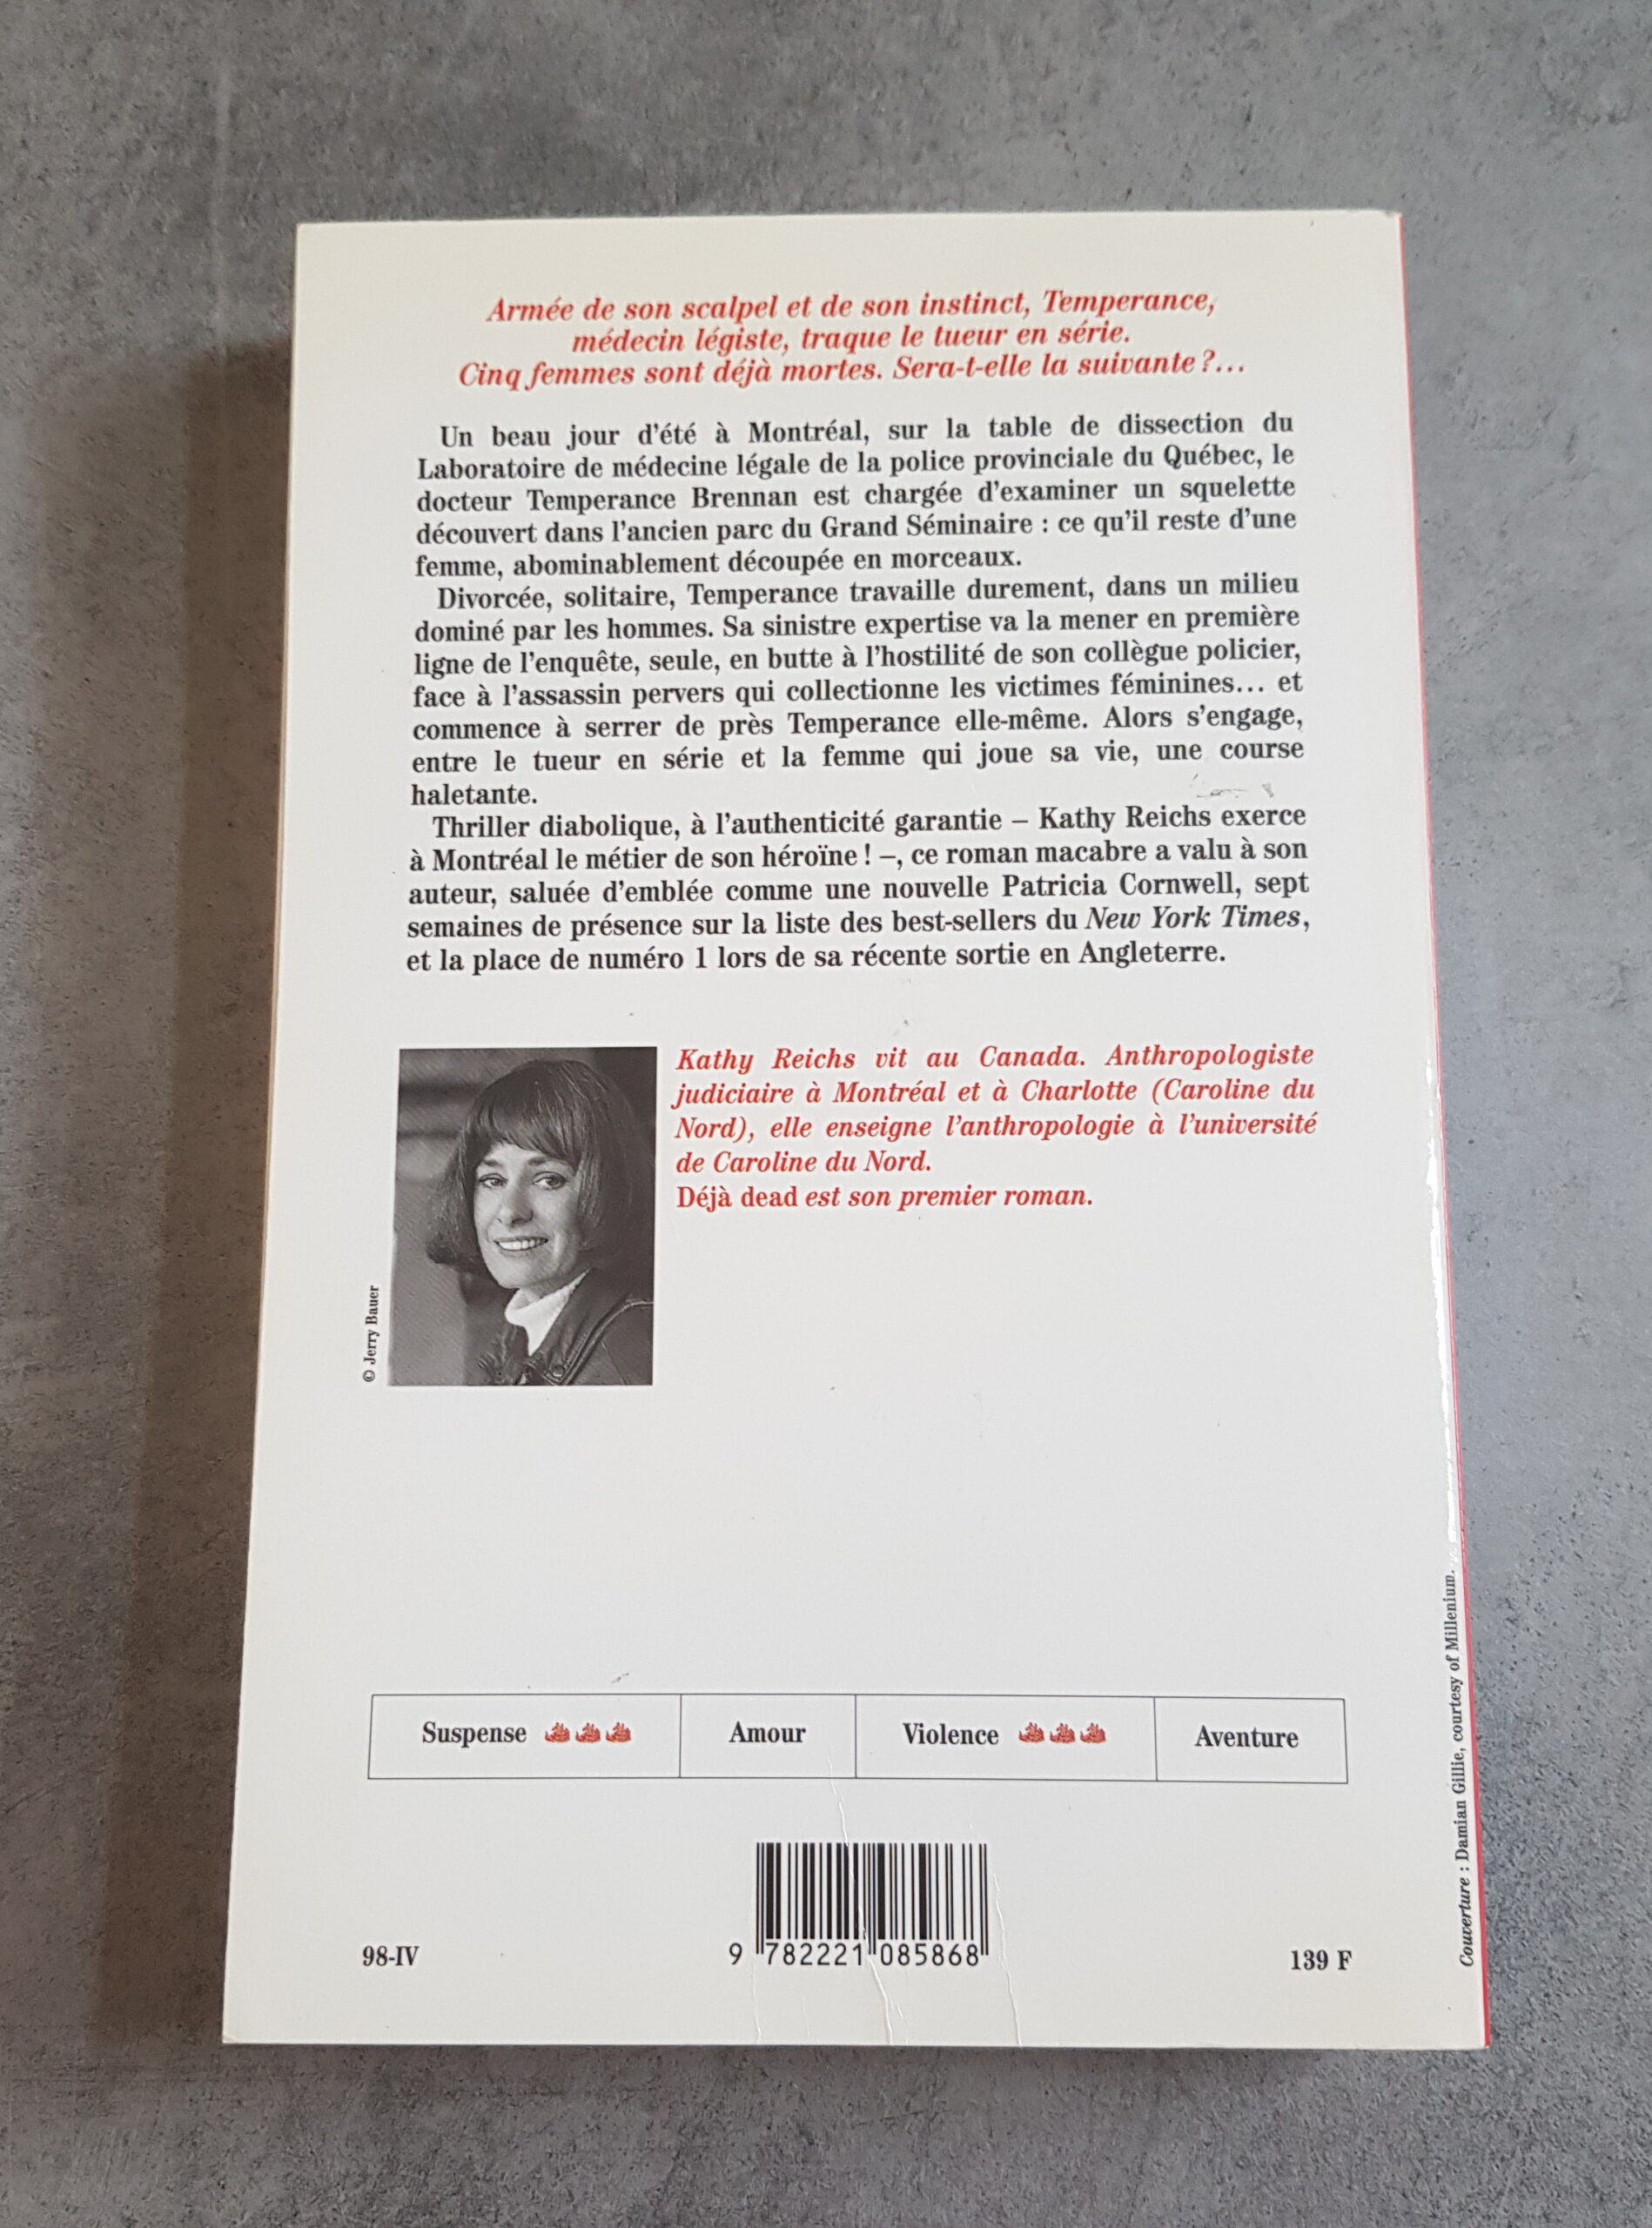 Armée de son scalpel et de son instinct, Temperance,
médecin légiste, traque le tueur en série.
Cinq femmes sont déjà mortes. Sera-t-elle la suivante ?...
Un beau jour d'été à Montréal, sur la table de dissection du
Laboratoire de médecine légale de la police provinciale du Québec, le
docteur Temperance Brennan est chargée d'examiner un squelette
découvert dans l'ancien parc du Grand Séminaire : ce qu'il reste d'une
femme, abominablement découpée en morceaux.
Divorcée, solitaire, Temperance travaille durement, dans un milieu
dominé par les hommes. Sa sinistre expertise va la mener en première
ligne de l'enquête, seule, en butte à l'hostilité de son collègue policier,
face à l'assassin pervers qui collectionne les victimes féminines... et
commence à serrer de près Temperance elle-même. Alors s'engage,
entre le tueur en série et la femme qui joue sa vie, une course
haletante.
Thriller diabolique, à l'authenticité garantie – Kathy Reichs exerce
à Montréal le métier de son héroïne ! –, ce roman macabre a valu à son
auteur, saluée d'emblée comme une nouvelle Patricia Cornwell, sept
semaines de présence sur la liste des best-sellers du New York Times,
et la place de numéro 1 lors de sa récente sortie en Angleterre.
Kathy Reichs vit au Canada. Anthropologiste
judiciaire à Montréal et à Charlotte (Caroline du
Nord), elle enseigne l'anthropologie à l'université
de Caroline du Nord.
Déjà dead est son premier roman.
© Jerry Bauer
Suspense Amour Violence Aventure
98-IV
9 782221 085868
139 F
Couverture : Damian Gillie, courtesy of Millenium.